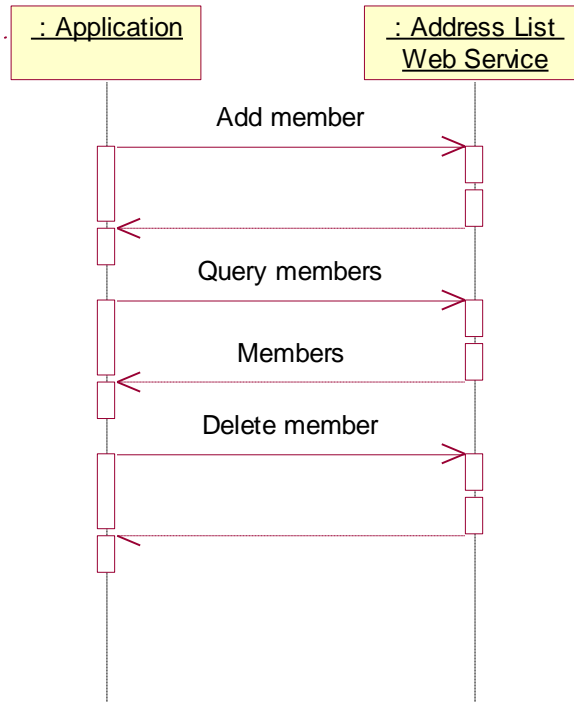 : Application
: Address List
Web Service
Add member
Query members
Members
Delete member